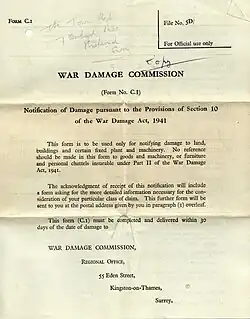 FORM C.1
File No. 5D/
For Official use only
Copy
WAR DAMAGE COMMISSION
(Form No. C.1)
Notification of Damage pursuant to the Provisions of Section 10
of the War Damage Act, 1941
This form is to be used only for notifying damage to land,
buildings and certain fixed plant and machinery. No reference
should be made in this form to goods and machinery, or furniture
and personal chattels insurable under Part II of the War Damage
Act, 1941.
The acknowledgment of receipt of this notification will include
a form asking for the more detailed information necessary for the
consideration of your particular class of claims. This further form will be
sent to you at the postal address given by you in paragraph (1) overleaf.
This form (C.1) must be completed and delivered within 30
days of the date of damage to
WAR DAMAGE COMMISSION,
REGIONAL OFFICE,
55 Eden Street,
Kingston-on-Thames,
Surrey.